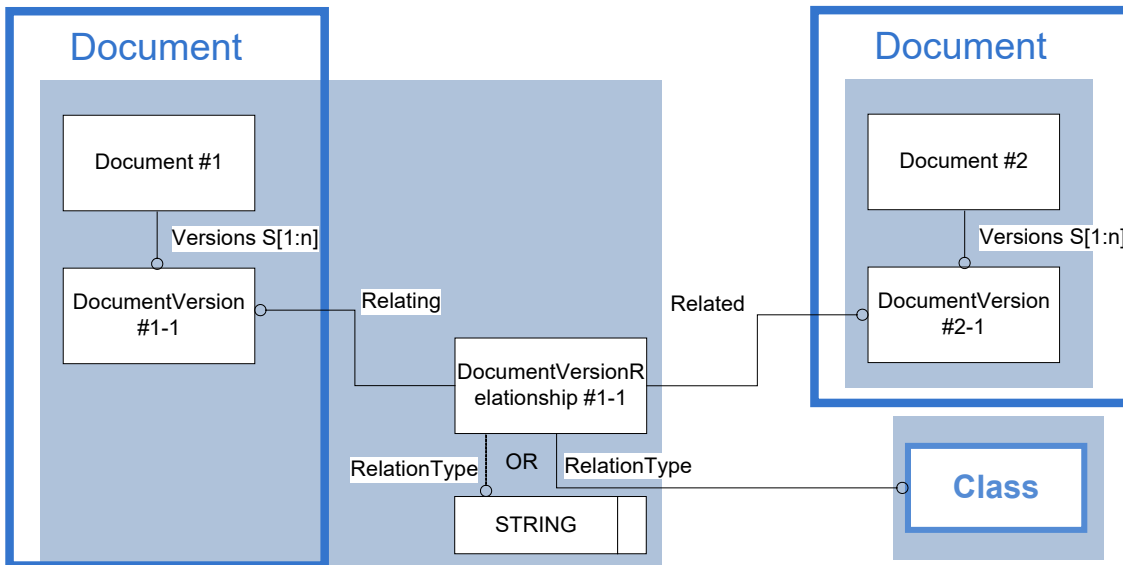 Document
Document
Document #1
Document #2
Versions S[1:n]
Versions S[1:n]
DocumentVersion
#1-1
Relating
Related
DocumentVersion
#2-1
DocumentVersionR
elationship #1-1
RelationType
OR
RelationType
STRING
Class